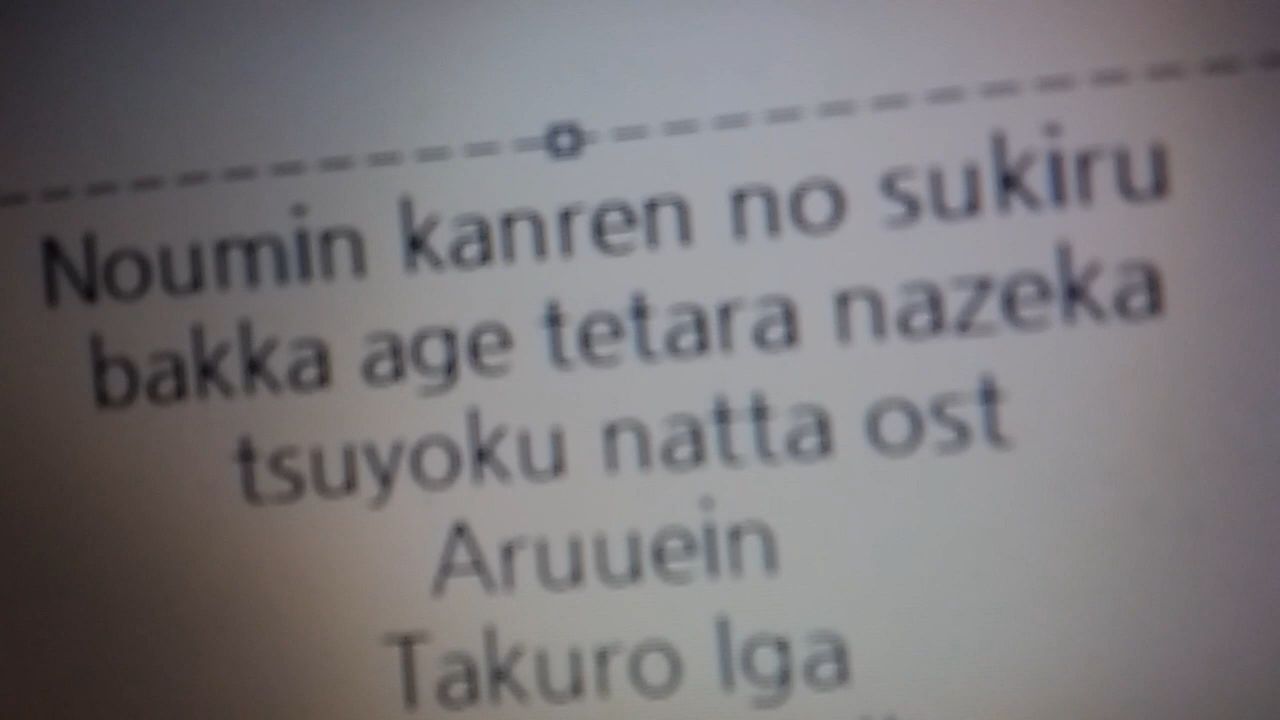 Noumin kanren no sukiru
bakka age tetara nazeka
tsuyoku natta ost
Aruuein
Takuro Iga